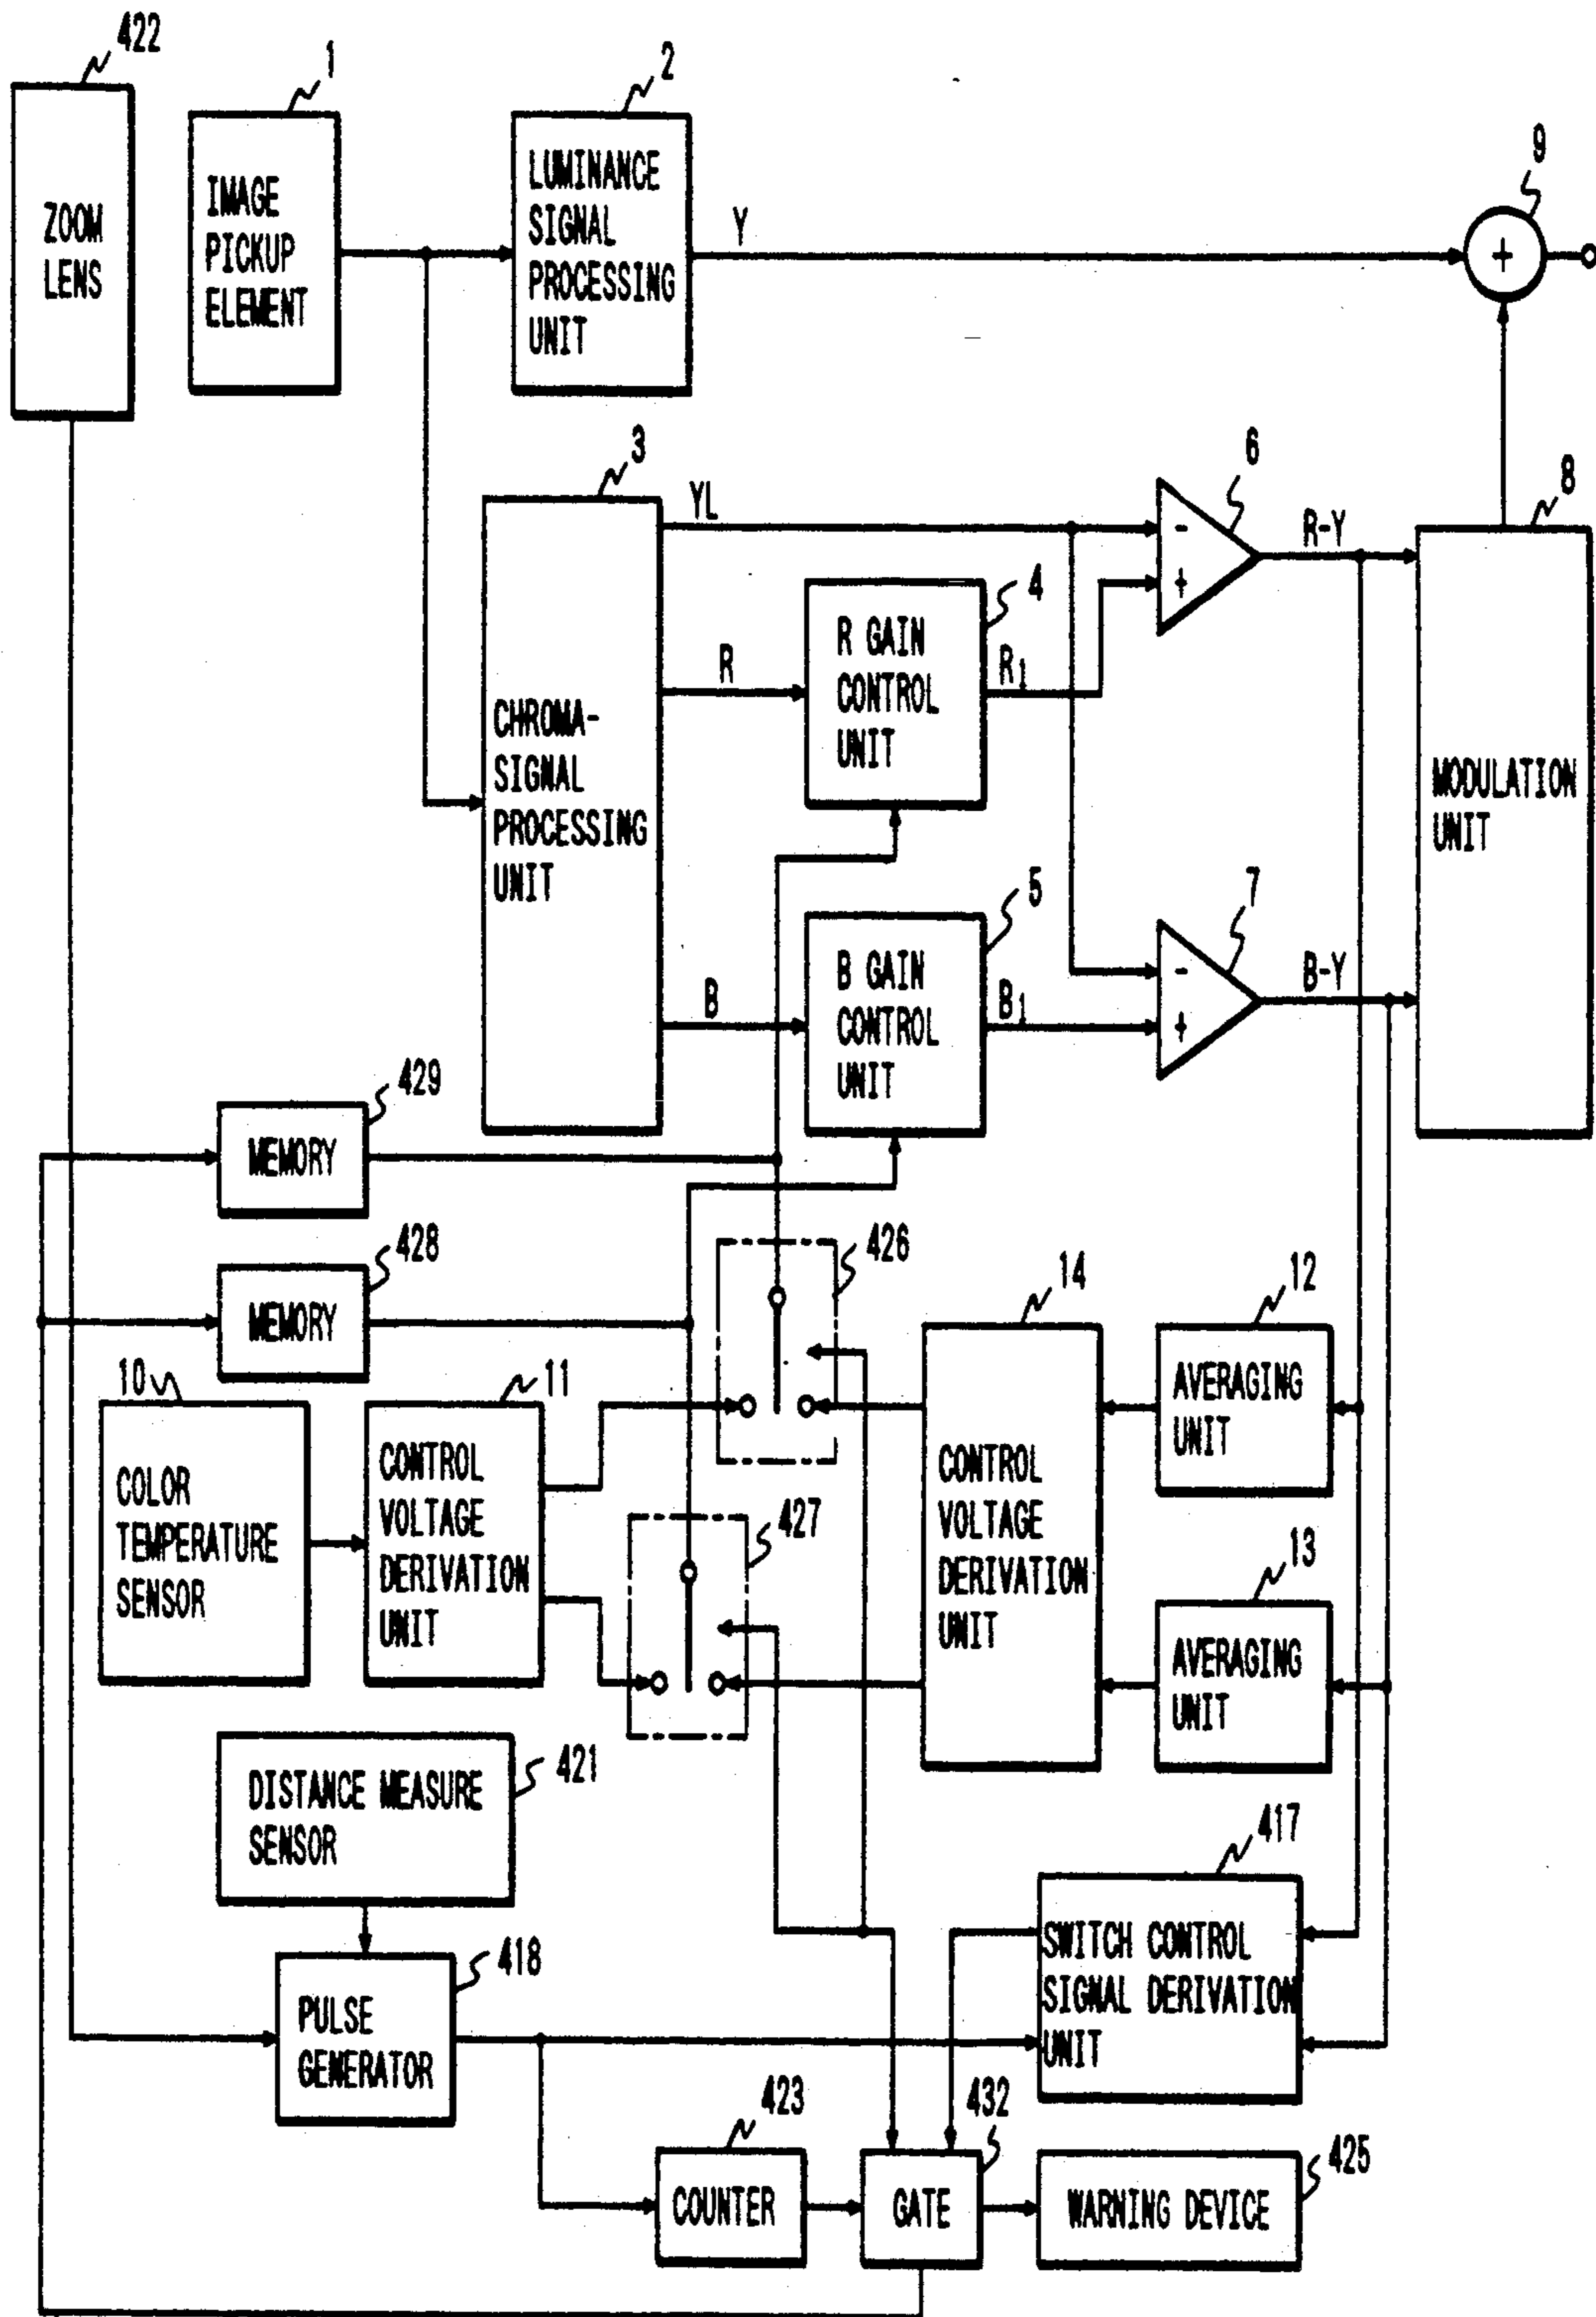 422
1
2
9
ZOOM
LENS
IMAGE
PICKUP
ELEMENT
LUMINANCE
SIGNAL
PROCESSING
UNIT
Y
+
3
YL
6
R-Y
8
-
+
CHROMA-
SIGNAL
PROCESSING
UNIT
R
R GAIN
CONTROL
UNIT
4
R1
MODULATION
UNIT
B
B GAIN
CONTROL
UNIT
5
B1
7
-
+
B-Y
429
MEMORY
428
MEMORY
426
14
12
10
11
AVERAGING
UNIT
COLOR
TEMPERATURE
SENSOR
CONTROL
VOLTAGE
DERIVATION
UNIT
427
CONTROL
VOLTAGE
DERIVATION
UNIT
13
AVERAGING
UNIT
DISTANCE MEASURE
SENSOR
421
417
SWITCH CONTROL
SIGNAL DERIVATION
UNIT
418
PULSE
GENERATOR
423
COUNTER
432
GATE
425
WARNING DEVICE